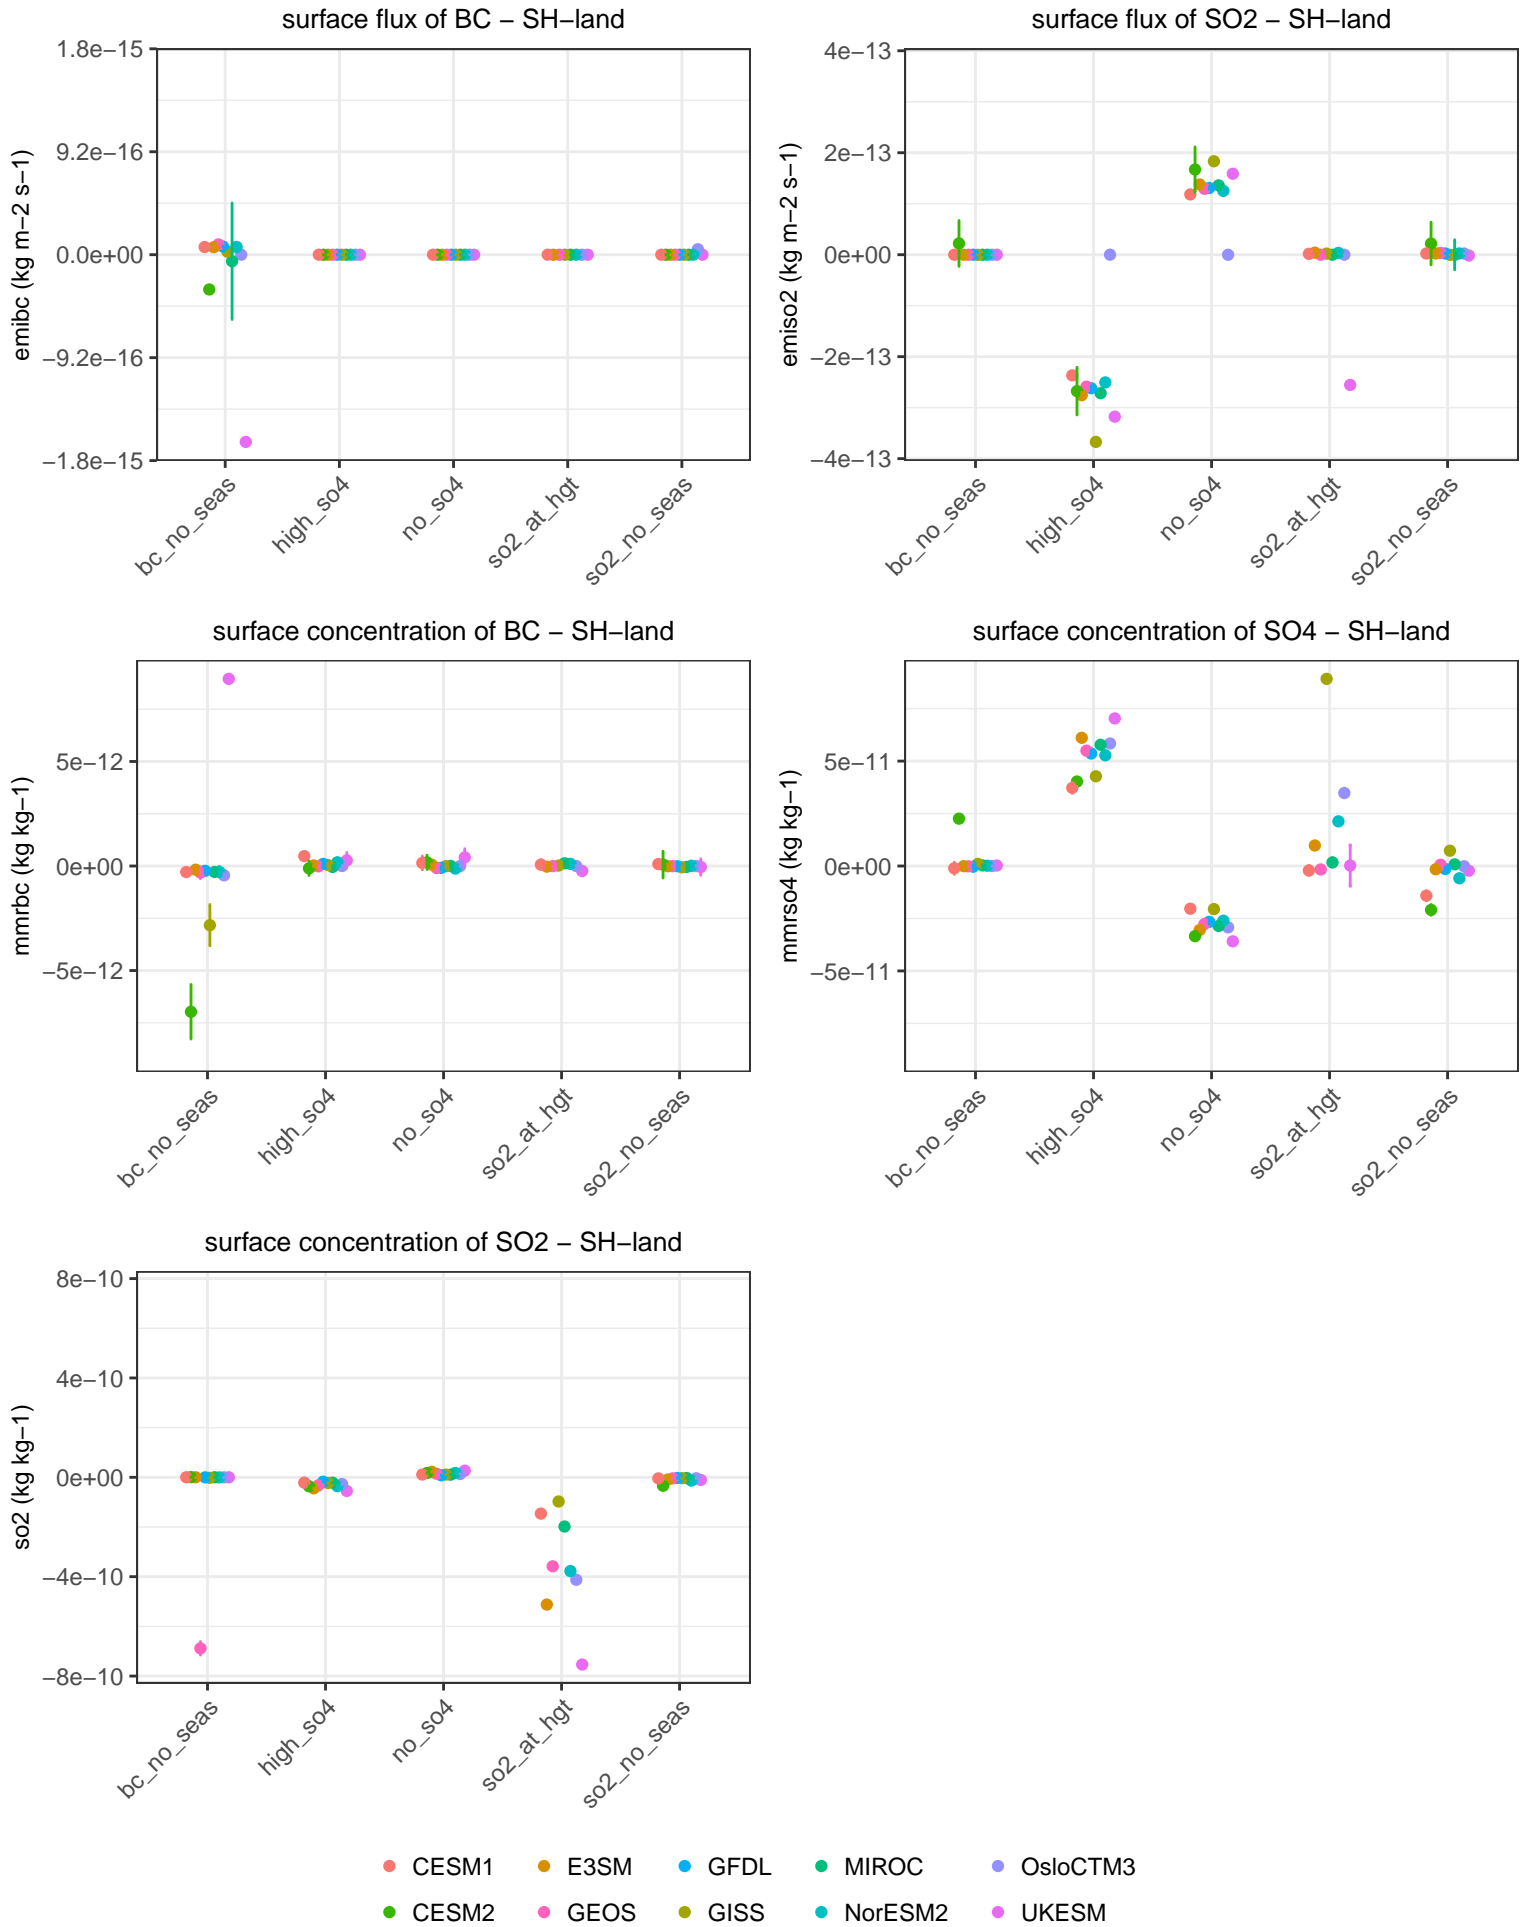 surface flux of BC − SH−land
1.8e−15
9.2e−16
0.0e+00
−9.2e−16
−1.8e−15
emibc (kg m−2 s−1)
bc_no_seas
high_so4
no_so4
so2_at_hgt
so2_no_seas
surface flux of SO2 − SH−land
4e−13
2e−13
0e+00
−2e−13
−4e−13
emiso2 (kg m−2 s−1)
bc_no_seas
high_so4
no_so4
so2_at_hgt
so2_no_seas
surface concentration of BC − SH−land
5e−12
0e+00
−5e−12
mmrbc (kg kg−1)
bc_no_seas
high_so4
no_so4
so2_at_hgt
so2_no_seas
surface concentration of SO4 − SH−land
5e−11
0e+00
−5e−11
mmrso4 (kg kg−1)
bc_no_seas
high_so4
no_so4
so2_at_hgt
so2_no_seas
surface concentration of SO2 − SH−land
8e−10
4e−10
0e+00
−4e−10
−8e−10
so2 (kg kg−1)
bc_no_seas
high_so4
no_so4
so2_at_hgt
so2_no_seas
CESM1 E3SM GFDL MIROC OsloCTM3
CESM2 GEOS GISS NorESM2 UKESM